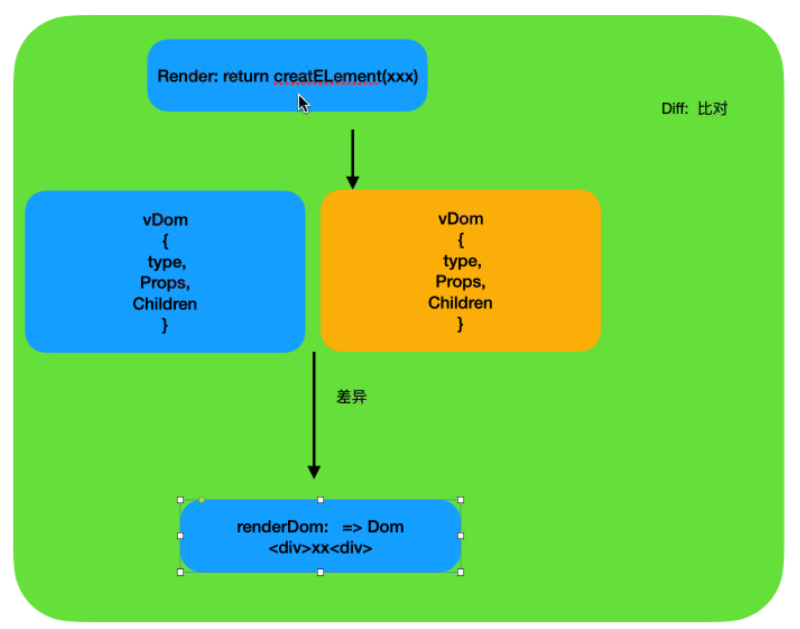 Render: return creatELement(xxx)
Diff: 比对
vDom
{
type,
Props,
Children
}
vDom
{
type,
Props,
Children
}
差异
renderDom: => Dom
<div>xx<div>